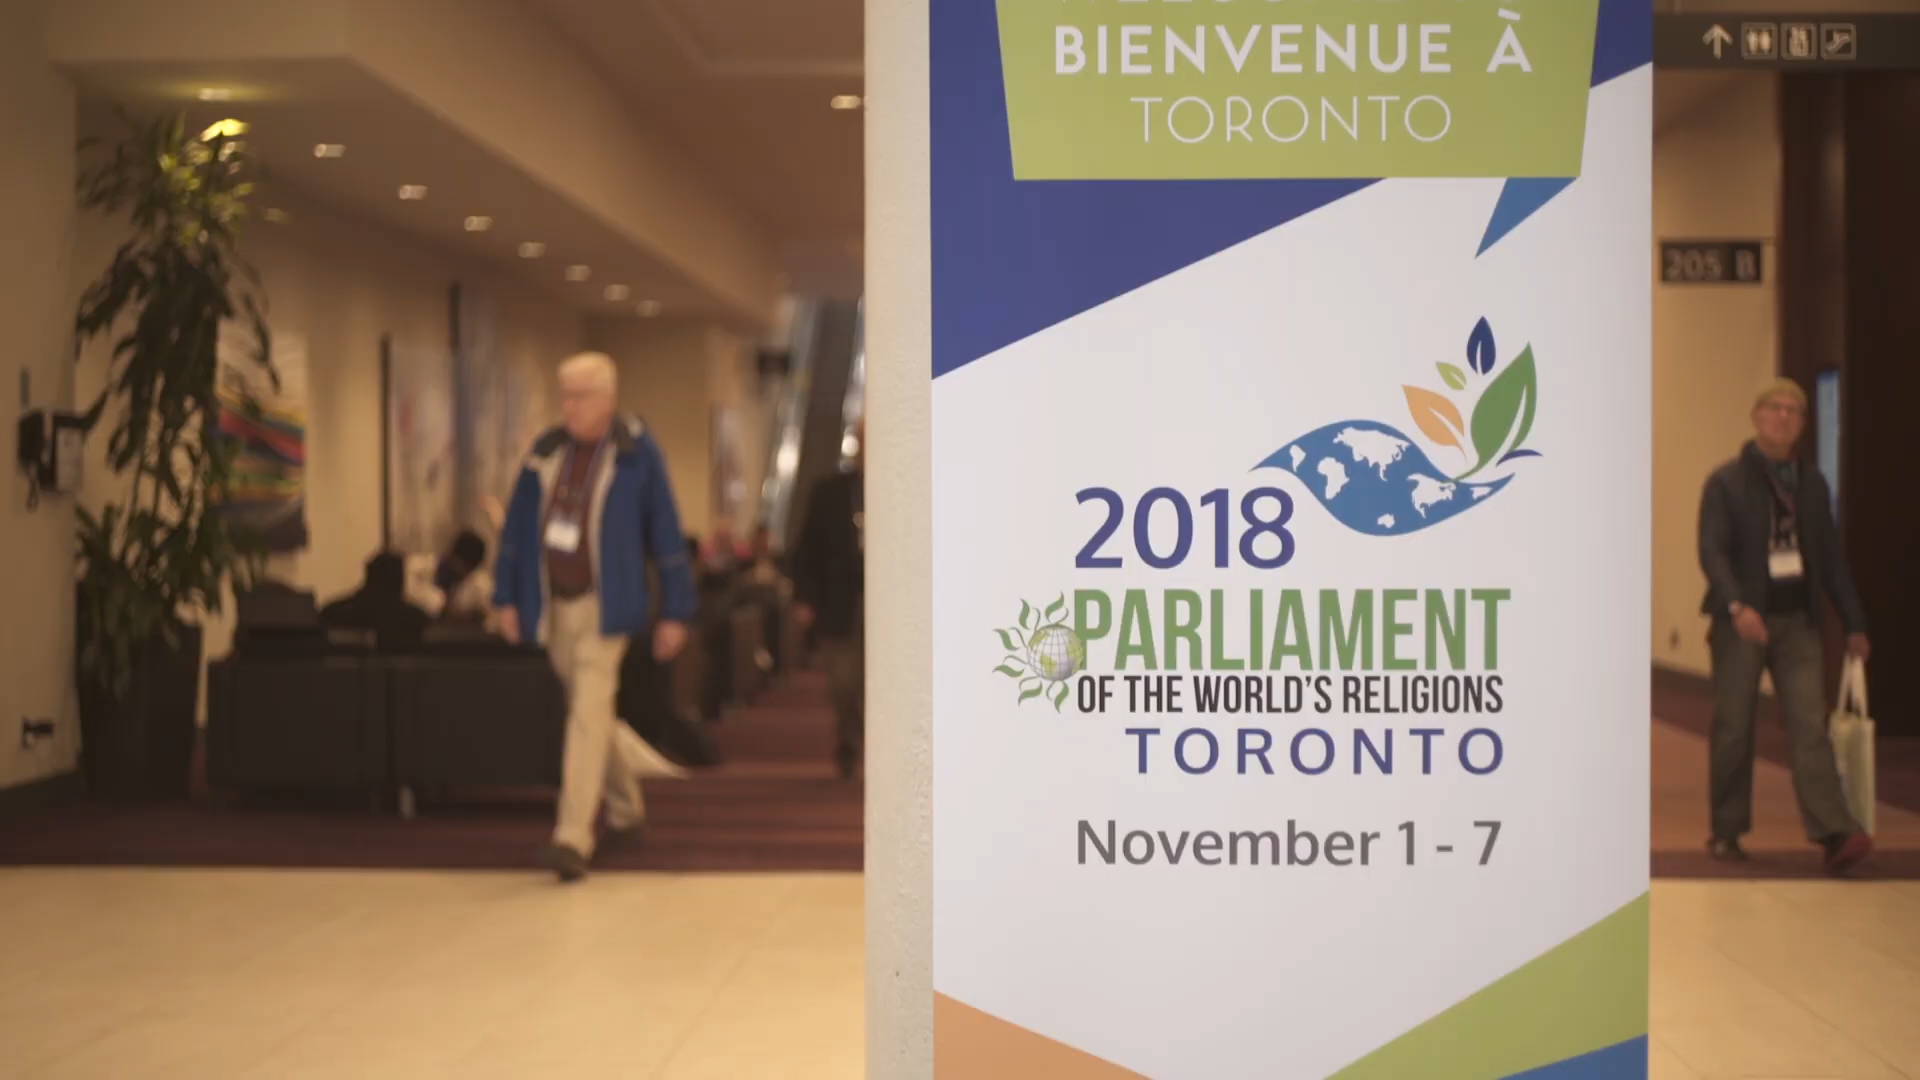 BIENVENUE À
TORONTO
2018
PARLIAMENT
OF THE WORLD'S RELIGIONS
TORONTO
November 1 - 7
205 B